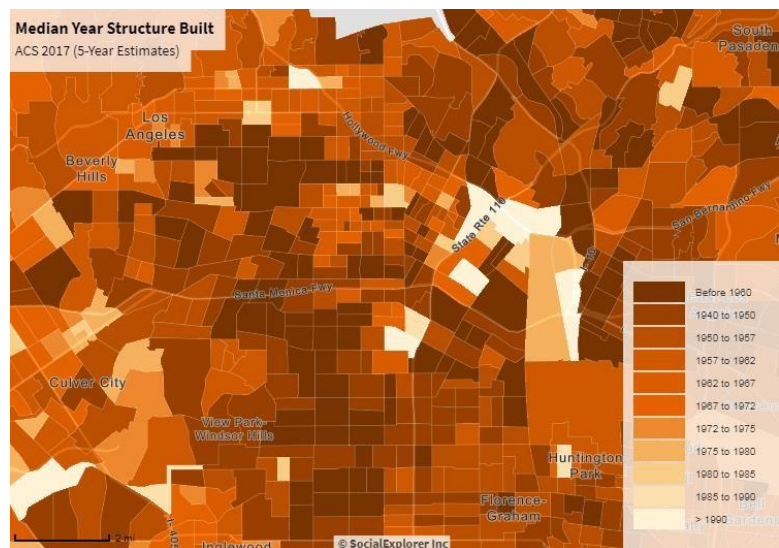 Median Year Structure Built
ACS 2017 (5-Year Estimates)
South
Pasaden
Los
Angeles
Beverly
Hills
Hollywood Fwy
State Rte 110
San-Bernardino-Fwy
Santa-Monica-Fwy
Culver City
View Park-
Windsor Hills
Huntington
Park
Florence-
Graham
I-405
Inglewood
2 mi
© SocialExplorer Inc
Before 1960
1940 to 1950
1950 to 1957
1957 to 1962
1962 to 1967
1967 to 1972
1972 to 1975
1975 to 1980
1980 to 1985
1985 to 1990
> 1990
Gardens